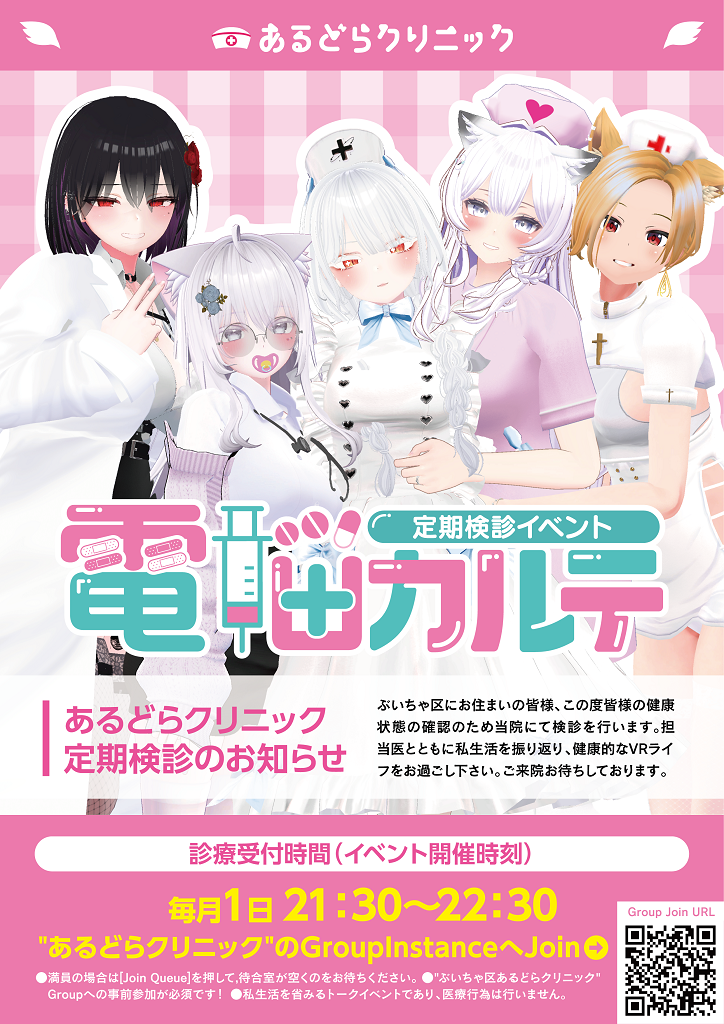 あるどらクリニック
定期検診イベント
電脳カルテ
あるどらクリニック
定期検診のお知らせ
ぶいちゃ区にお住まいの皆様、この度皆様の健康
状態の確認のため当院にて検診を行います。担
当医とともに私生活を振り返り、健康的なVRライ
フをお過ごし下さい。ご来院お待ちしております。
診療受付時間（イベント開催時刻）
毎月1日 21：30～22：30
"あるどらクリニック"のGroupInstanceへJoin
Group Join URL
●満員の場合は[Join Queue]を押して,待合室が空くのをお待ちください。 ●"ぶいちゃ区あるどらクリニック"
Groupへの事前参加が必須です！ ●私生活を省みるトークイベントであり、医療行為は行いません。